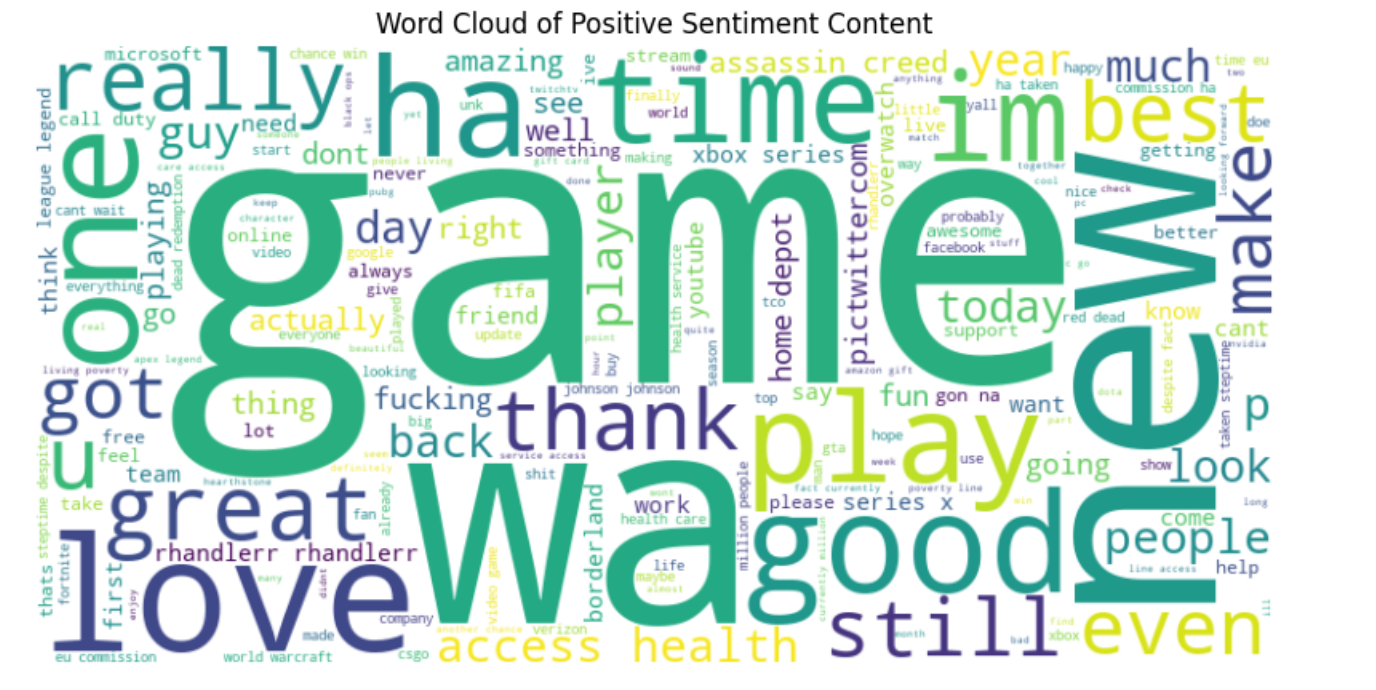 Word Cloud of Positive Sentiment Content
microsoft
chance win
really
ha
amazing
ive
time
stream
sound
assassin creed
year
happy
much
time eu
two
call duty
guy
need
someone
start
black ops
let
yet
unk
twitchtv
see
well
something
finally
world
anything
little
live
match
im
yall
ha taken
commission ha
best
doe
getting
looking forward
league legend
think
one
care access
dont
people living
never
pubg
gift card
done
making
xbox series
pictwittercom
rhandlerr
overwatch
way
together
cool
nice
check
pc
new
make
cant wait
playing
dead redemption
everything
go
real
apex legend
living poverty
game
keep
character
online
video
day
right
google
always
give
actually
everyone
beautiful
played
fifa
friend
update
player
point
hour
buy
health service
youtube
quite
season
tco
home depot
amazon gift
probably
awesome
facebook
stuff
today
support
c go
red dead
better
know
cant
nvidia
despite fact
taken steptime
got
thing
lot
looking
fucking
big
back
service access
thank
johnson johnson
top
say
fun
gon na
want
part
dota
p
u
free
feel
team
take
thats steptime despite
hearthstone
seem
definitely
shit
play
gta
man
hope
week
use
going
show
look
long
fact currently
poverty line
win
great
fan
already
wa
work
wont
health care
million people
please
series x
good
come
people
line access
help
rhandlerr rhandlerr
fortnite
love
first
enjoy
many
didnt
made
company
video game
borderland
life
maybe
almost
currently million
still
month
bad
find
xbox
even
ill
eu commission
world warcraft
csgo
another chance
verizon
access health